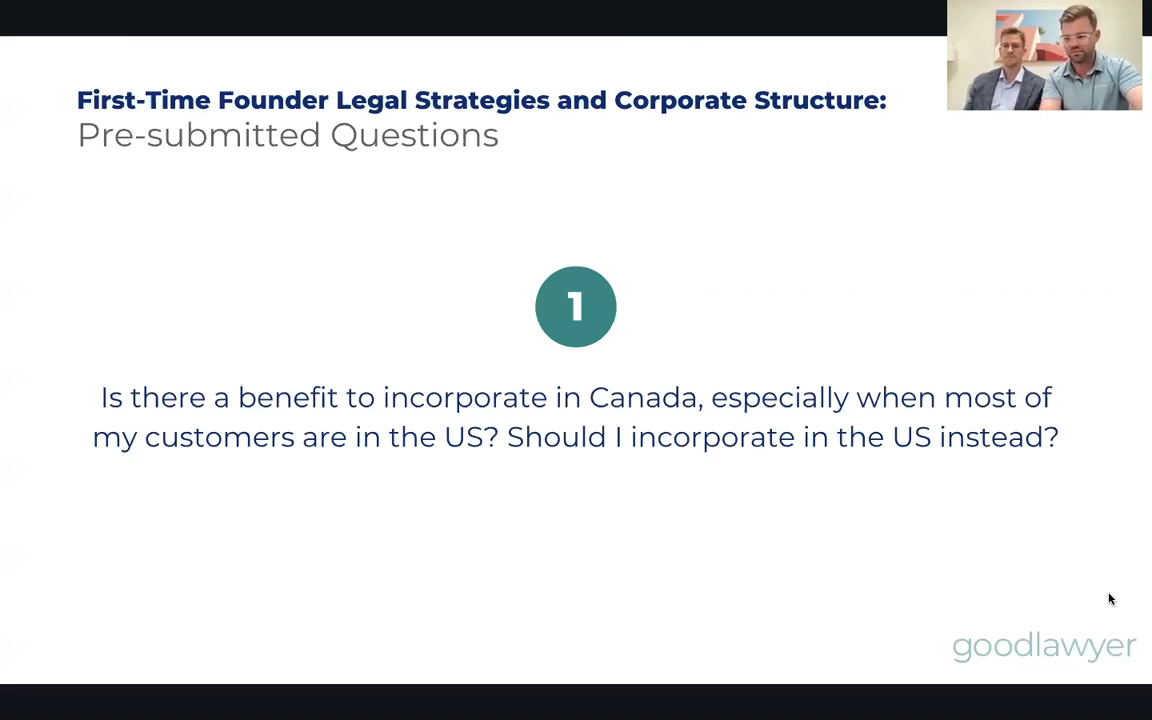 First-Time Founder Legal Strategies and Corporate Structure:
Pre-submitted Questions
1
Is there a benefit to incorporate in Canada, especially when most of
my customers are in the US? Should I incorporate in the US instead?
goodlawyer